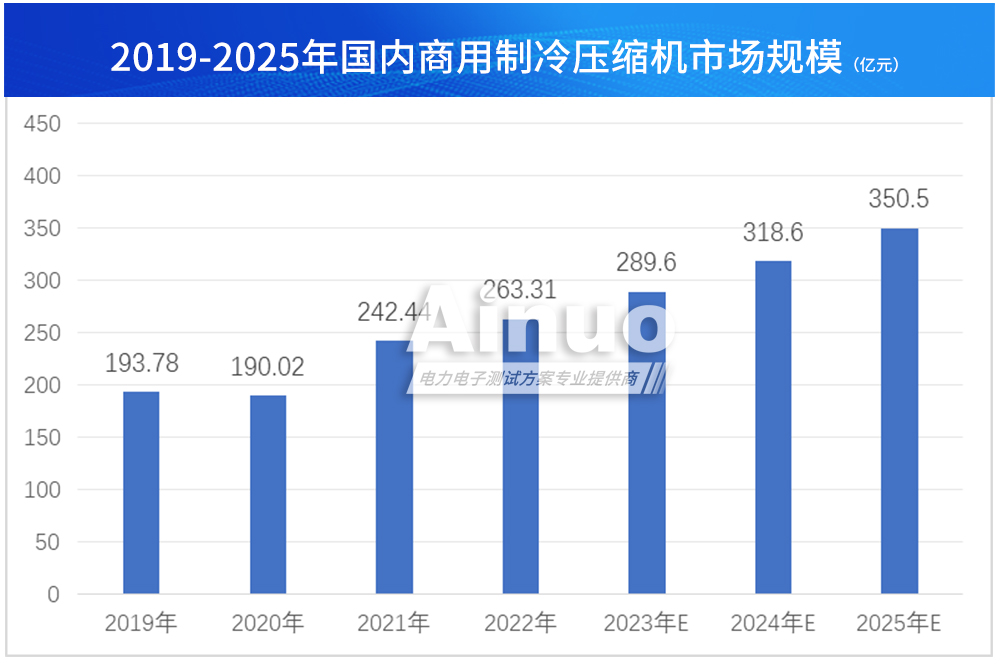 2019-2025年国内商用制冷压缩机市场规模（亿元）
450
400
350
300
250
200
150
100
50
0
193.78
190.02
242.44
263.31
289.6
318.6
350.5
Ainuo
电力电子测试方案专业提供商
2019年
2020年
2021年
2022年
2023年E
2024年E
2025年E